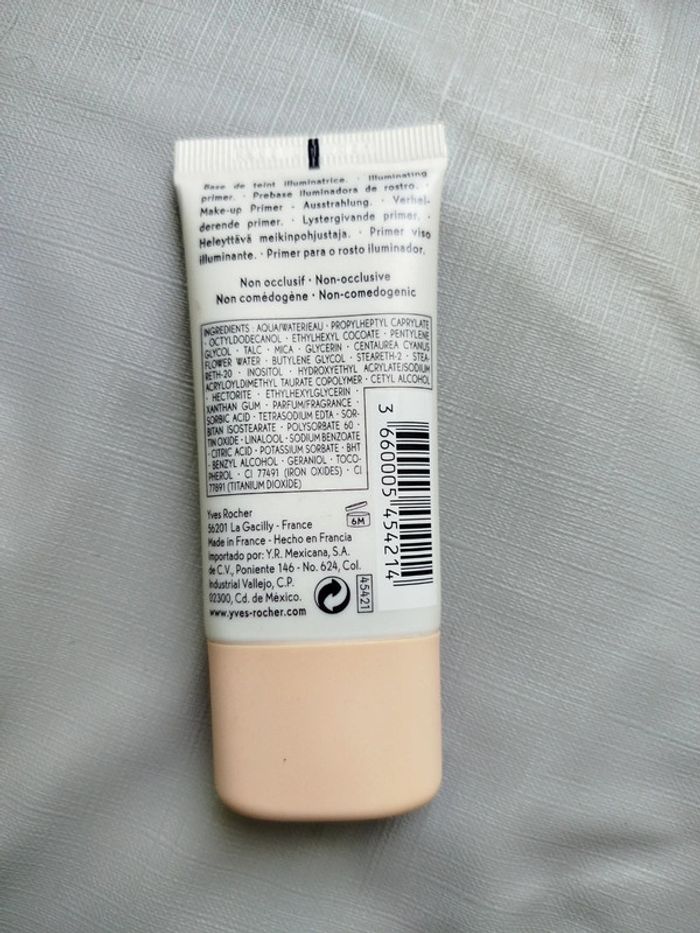 Base de teint illuminatrice. · Illuminating
primer. · Prebase iluminadora de rostro.
Make-up Primer - Ausstrahlung. · Verhel-
derende primer. · Lystergivande primer. ·
Heleyttävä meikinpohjustaja. · Primer viso
illuminante. · Primer para o rosto iluminador.
Non occlusif · Non-occlusive
Non comédogène · Non-comedogenic
INGREDIENTS : AQUA/WATER/EAU · PROPYLHEPTYL CAPRYLATE
· OCTYLDODECANOL · ETHYLHEXYL COCOATE · PENTYLENE
GLYCOL · TALC · MICA · GLYCERIN · CENTAUREA CYANUS
FLOWER WATER · BUTYLENE GLYCOL · STEARETH-2 · STEA-
RETH-20 · INOSITOL · HYDROXYETHYL ACRYLATE/SODIUM
ACRYLOYLDIMETHYL TAURATE COPOLYMER · CETYL ALCOHOL
· HECTORITE · ETHYLHEXYLGLYCERIN ·
XANTHAN GUM · PARFUM/FRAGRANCE ·
SORBIC ACID · TETRASODIUM EDTA · SOR-
BITAN ISOSTEARATE · POLYSORBATE 60 ·
TIN OXIDE · LINALOOL · SODIUM BENZOATE
· CITRIC ACID · POTASSIUM SORBATE · BHT
· BENZYL ALCOHOL · GERANIOL · TOCO-
PHEROL · CI 77491 (IRON OXIDES) · CI
77891 (TITANIUM DIOXIDE)
3 660005 454214
Yves Rocher
56201 La Gacilly - France
Made in France - Hecho en Francia
Importado por: Y.R. Mexicana, S.A.
de C.V., Poniente 146 - No. 624, Col.
Industrial Vallejo, C.P.
02300, Cd. de México.
www.yves-rocher.com
6M
45421